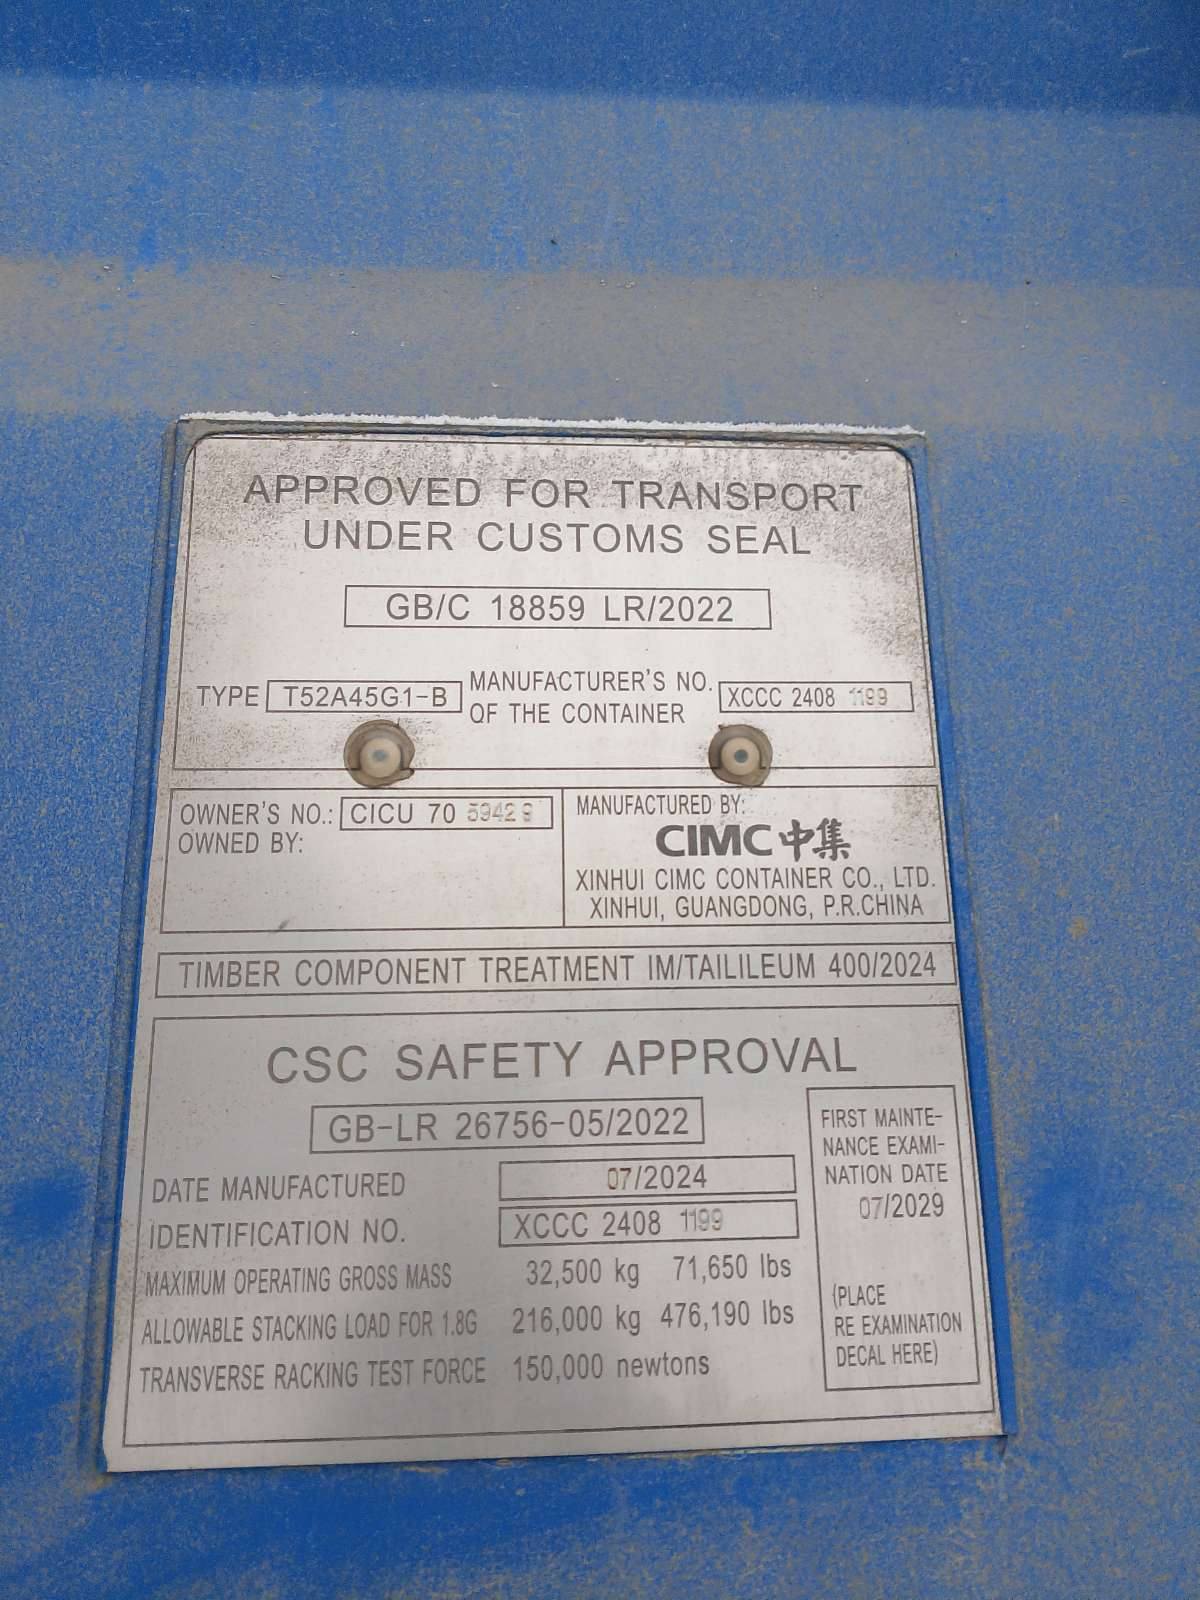 APPROVED FOR TRANSPORT
UNDER CUSTOMS SEAL
GB/C 18859 LR/2022
TYPE T52A45G1-B
MANUFACTURER'S NO.
OF THE CONTAINER
XCCC 2408 1199
OWNER'S NO.: CICU 70 59429
OWNED BY:
MANUFACTURED BY:
CIMC中集
XINHUI CIMC CONTAINER CO., LTD.
XINHUI, GUANGDONG, P.R.CHINA
TIMBER COMPONENT TREATMENT IM/TAILILEUM 400/2024
CSC SAFETY APPROVAL
GB-LR 26756-05/2022
DATE MANUFACTURED 07/2024
IDENTIFICATION NO. XCCC 2408 1199
MAXIMUM OPERATING GROSS MASS 32,500 kg 71,650 lbs
ALLOWABLE STACKING LOAD FOR 1.8G 216,000 kg 476,190 lbs
TRANSVERSE RACKING TEST FORCE 150,000 newtons
FIRST MAINTE-
NANCE EXAMI-
NATION DATE
07/2029
(PLACE
RE EXAMINATION
DECAL HERE)